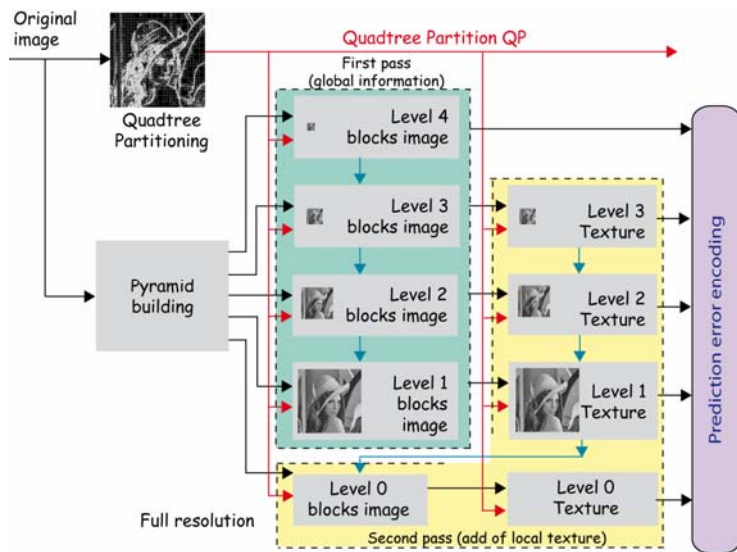 Original
image
Quadtree Partition QP
First pass
(global information)
Quadtree
Partitioning
Level 4
blocks image
Level 3
blocks image
Level 3
Texture
Pyramid
building
Level 2
blocks image
Level 2
Texture
Level 1
blocks
image
Level 1
Texture
Level 0
blocks image
Level 0
Texture
Full resolution
Second pass (add of local texture)
Prediction error encoding